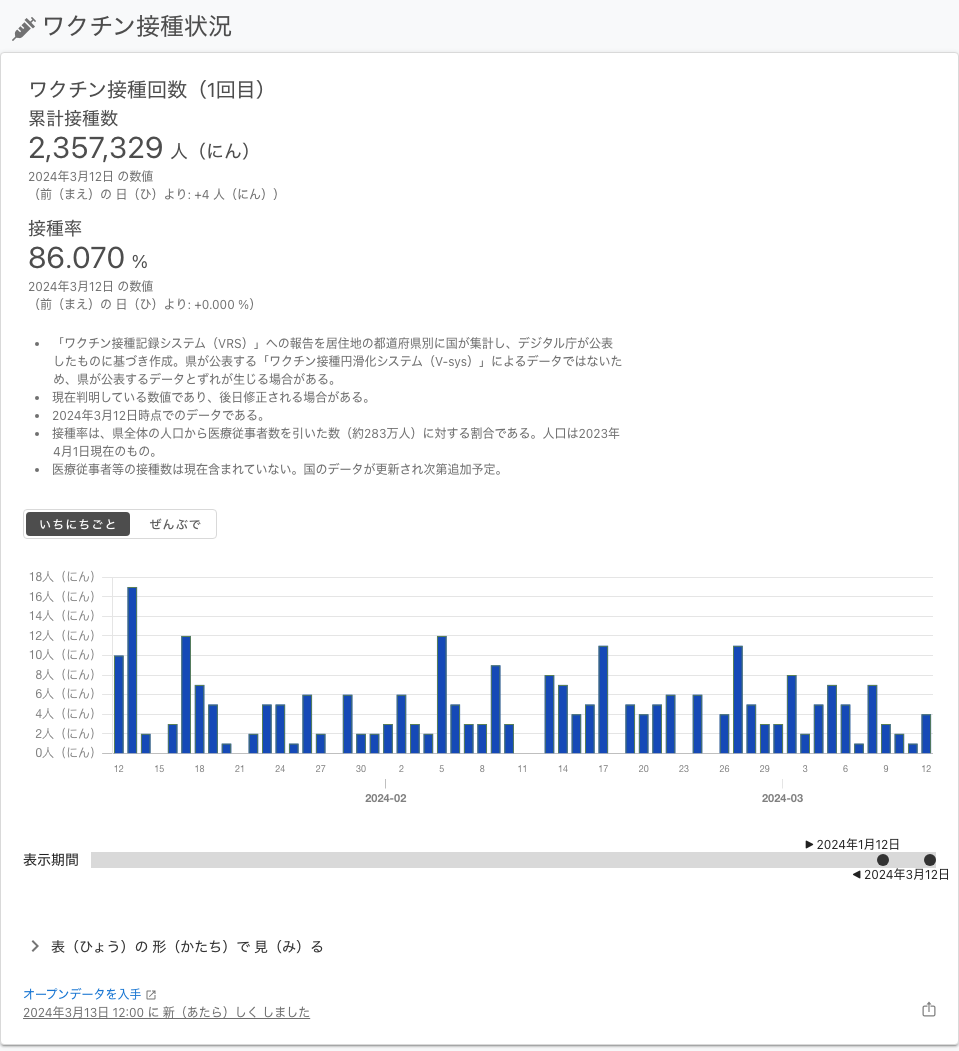 ワクチン接種状況
ワクチン接種回数（1回目）
累計接種数
2,357,329 人（にん）
2024年3月12日 の数値
（前（まえ）の 日（ひ）より: +4 人（にん））
接種率
86.070 %
2024年3月12日 の数値
（前（まえ）の 日（ひ）より: +0.000 %）
• 「ワクチン接種記録システム（VRS）」への報告を居住地の都道府県別に国が集計し、デジタル庁が公表
したものに基づき作成。県が公表する「ワクチン接種円滑化システム（V-sys）」によるデータではないた
め、県が公表するデータとずれが生じる場合がある。
• 現在判明している数値であり、後日修正される場合がある。
• 2024年3月12日時点でのデータである。
• 接種率は、県全体の人口から医療従事者数を引いた数（約283万人）に対する割合である。人口は2023年
4月1日現在のもの。
• 医療従事者等の接種数は現在含まれていない。国のデータが更新され次第追加予定。
いちにちごと ぜんぶで
18人（にん）
16人（にん）
14人（にん）
12人（にん）
10人（にん）
8人（にん）
6人（にん）
4人（にん）
2人（にん）
0人（にん）
12 15 18 21 24 27 30 2 5 8 11 14 17 20 23 26 29 3 6 9 12
2024-02 2024-03
2024年1月12日
表示期間
2024年3月12日
表（ひょう）の 形（かたち）で 見（み）る
オープンデータを入手
2024年3月13日 12:00 に 新（あたら）しく しました